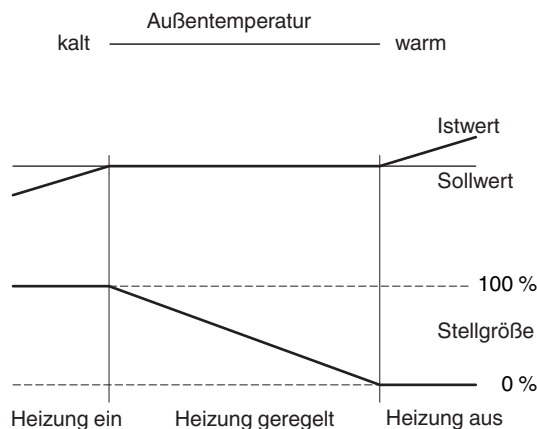 Außentemperatur
kalt
warm
Istwert
Sollwert
100 %
Stellgröße
0 %
Heizung ein
Heizung geregelt
Heizung aus